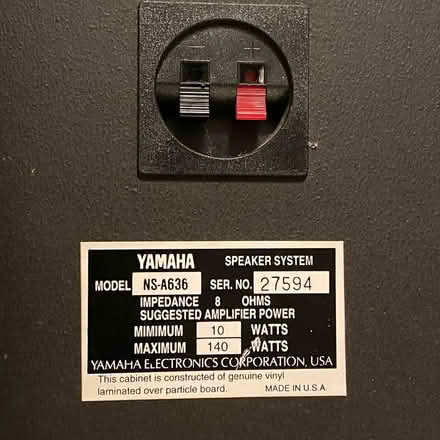 − +
YAMAHA SPEAKER SYSTEM
MODEL NS-A636 SER. NO. 27594
IMPEDANCE 8 OHMS
SUGGESTED AMPLIFIER POWER
MIMIMUM 10 WATTS
MAXIMUM 140 WATTS
YAMAHA ELECTRONICS CORPORATION, USA
This cabinet is constructed of genuine vinyl
laminated over particle board. MADE IN U.S.A.